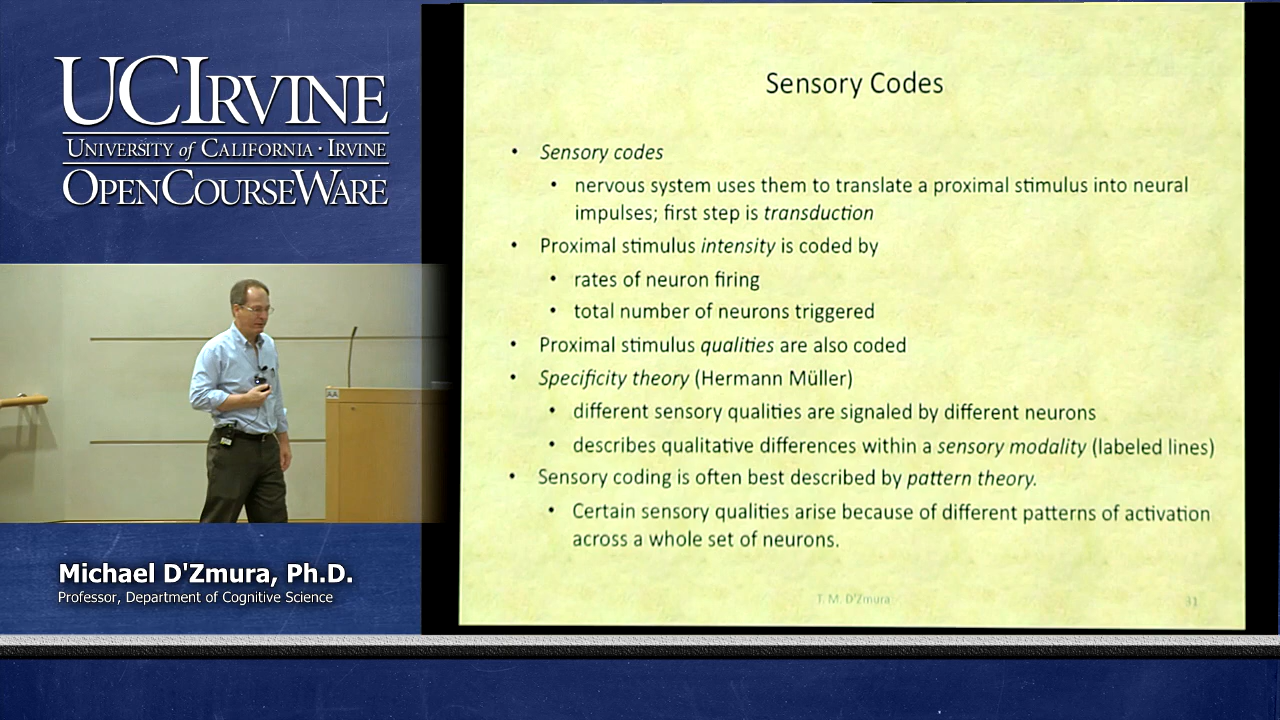 UCIRVINE
UNIVERSITY of CALIFORNIA · IRVINE
OPENCOURSEWARE
Michael D'Zmura, Ph.D.
Professor, Department of Cognitive Science
Sensory Codes
• Sensory codes
• nervous system uses them to translate a proximal stimulus into neural
impulses; first step is transduction
• Proximal stimulus intensity is coded by
• rates of neuron firing
• total number of neurons triggered
• Proximal stimulus qualities are also coded
• Specificity theory (Hermann Müller)
• different sensory qualities are signaled by different neurons
• describes qualitative differences within a sensory modality (labeled lines)
• Sensory coding is often best described by pattern theory.
• Certain sensory qualities arise because of different patterns of activation
across a whole set of neurons.
T. M. D'Zmura
31